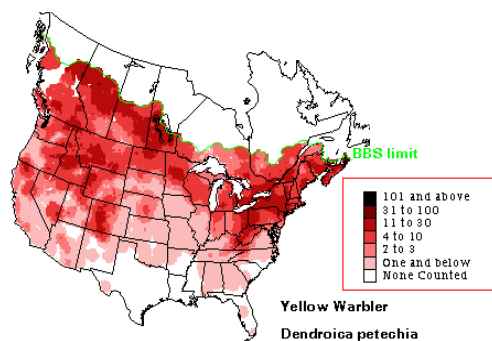 BBS limit
101 and above
31 to 100
11 to 30
4 to 10
2 to 3
One and below
None Counted
Yellow Warbler
Dendroica petechia